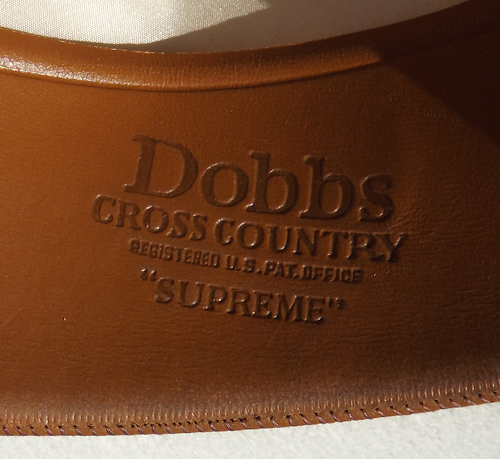 Dobbs
CROSS COUNTRY
REGISTERED U.S. PAT. OFFICE
"SUPREME"